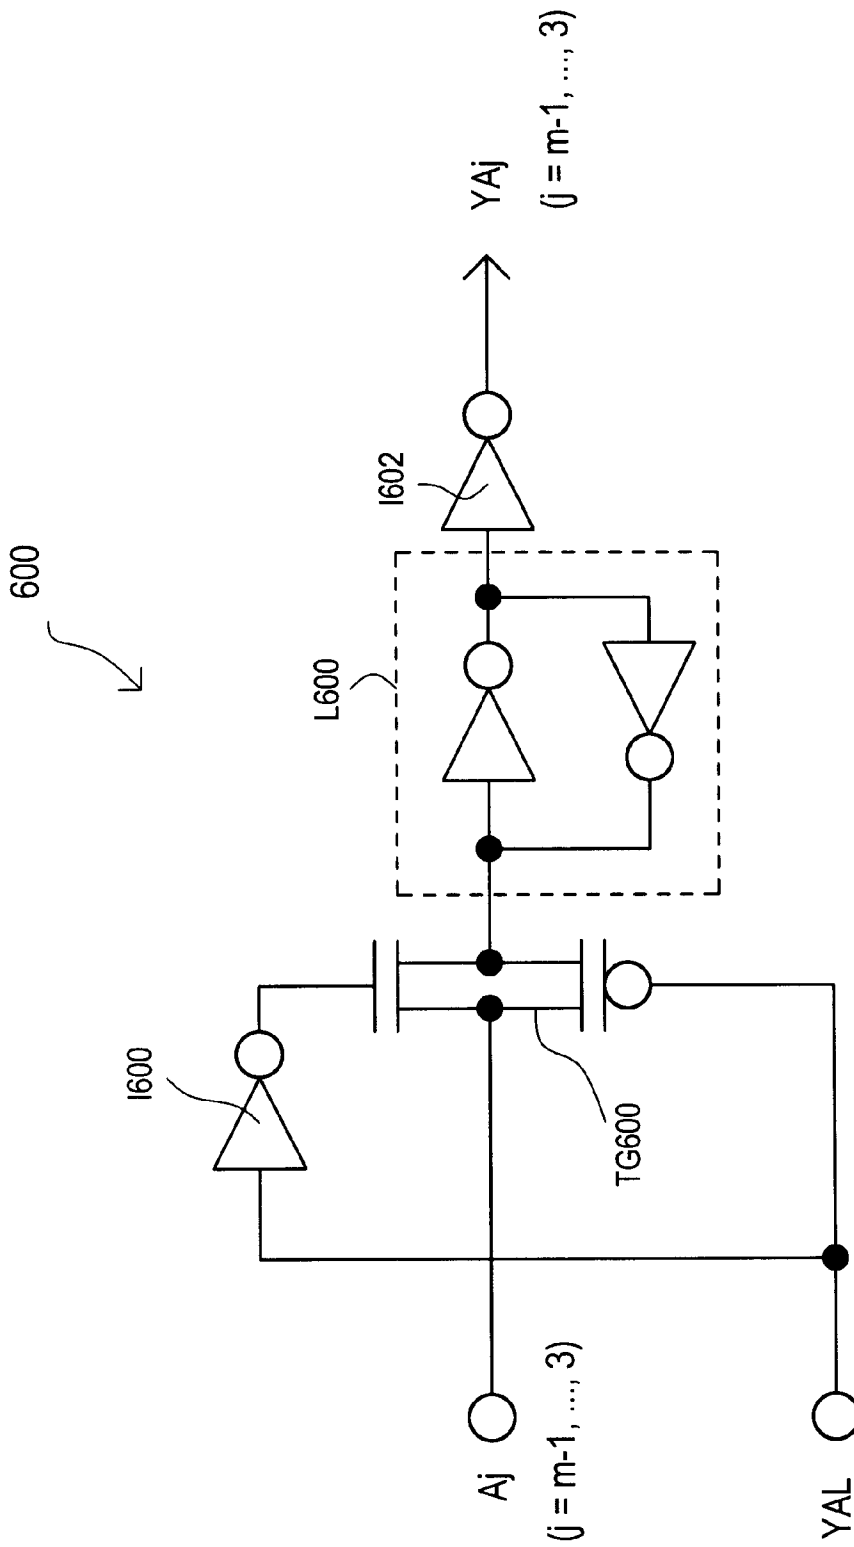 600
I600
TG600
L600
I602
Aj
(j = m-1, ..., 3)
YAL
YAj
(j = m-1, ..., 3)